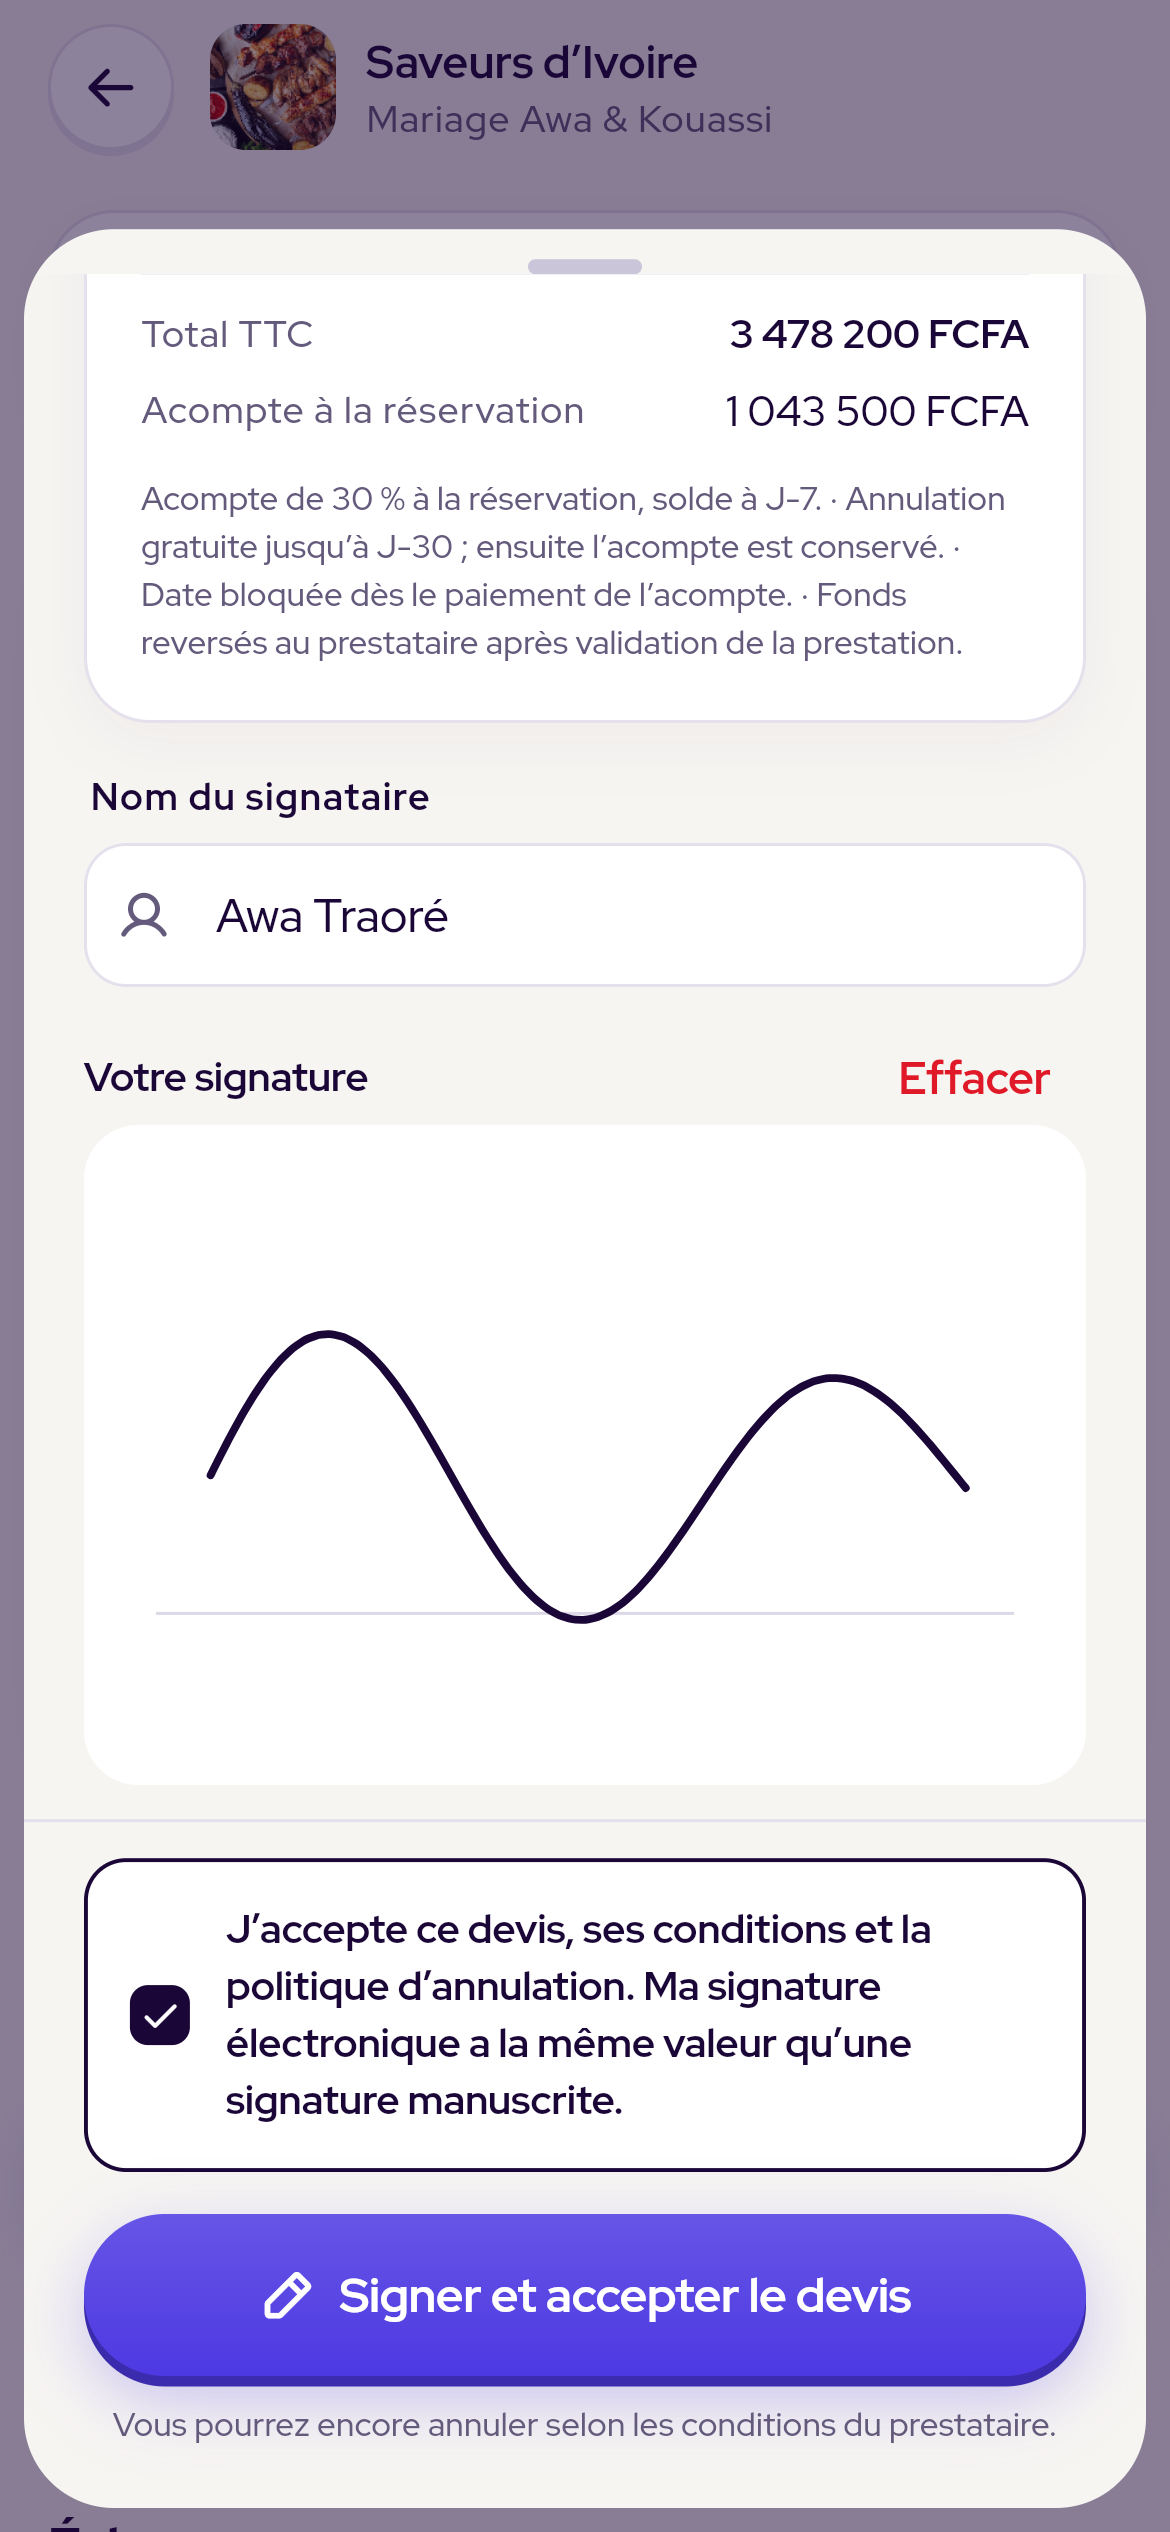 Saveurs d’Ivoire
Mariage Awa & Kouassi
Total TTC 3 478 200 FCFA
Acompte à la réservation 1 043 500 FCFA
Acompte de 30 % à la réservation, solde à J-7. · Annulation
gratuite jusqu’à J-30 ; ensuite l’acompte est conservé. ·
Date bloquée dès le paiement de l’acompte. · Fonds
reversés au prestataire après validation de la prestation.
Nom du signataire
Awa Traoré
Votre signature Effacer
J’accepte ce devis, ses conditions et la
politique d’annulation. Ma signature
électronique a la même valeur qu’une
signature manuscrite.
Signer et accepter le devis
Vous pourrez encore annuler selon les conditions du prestataire.